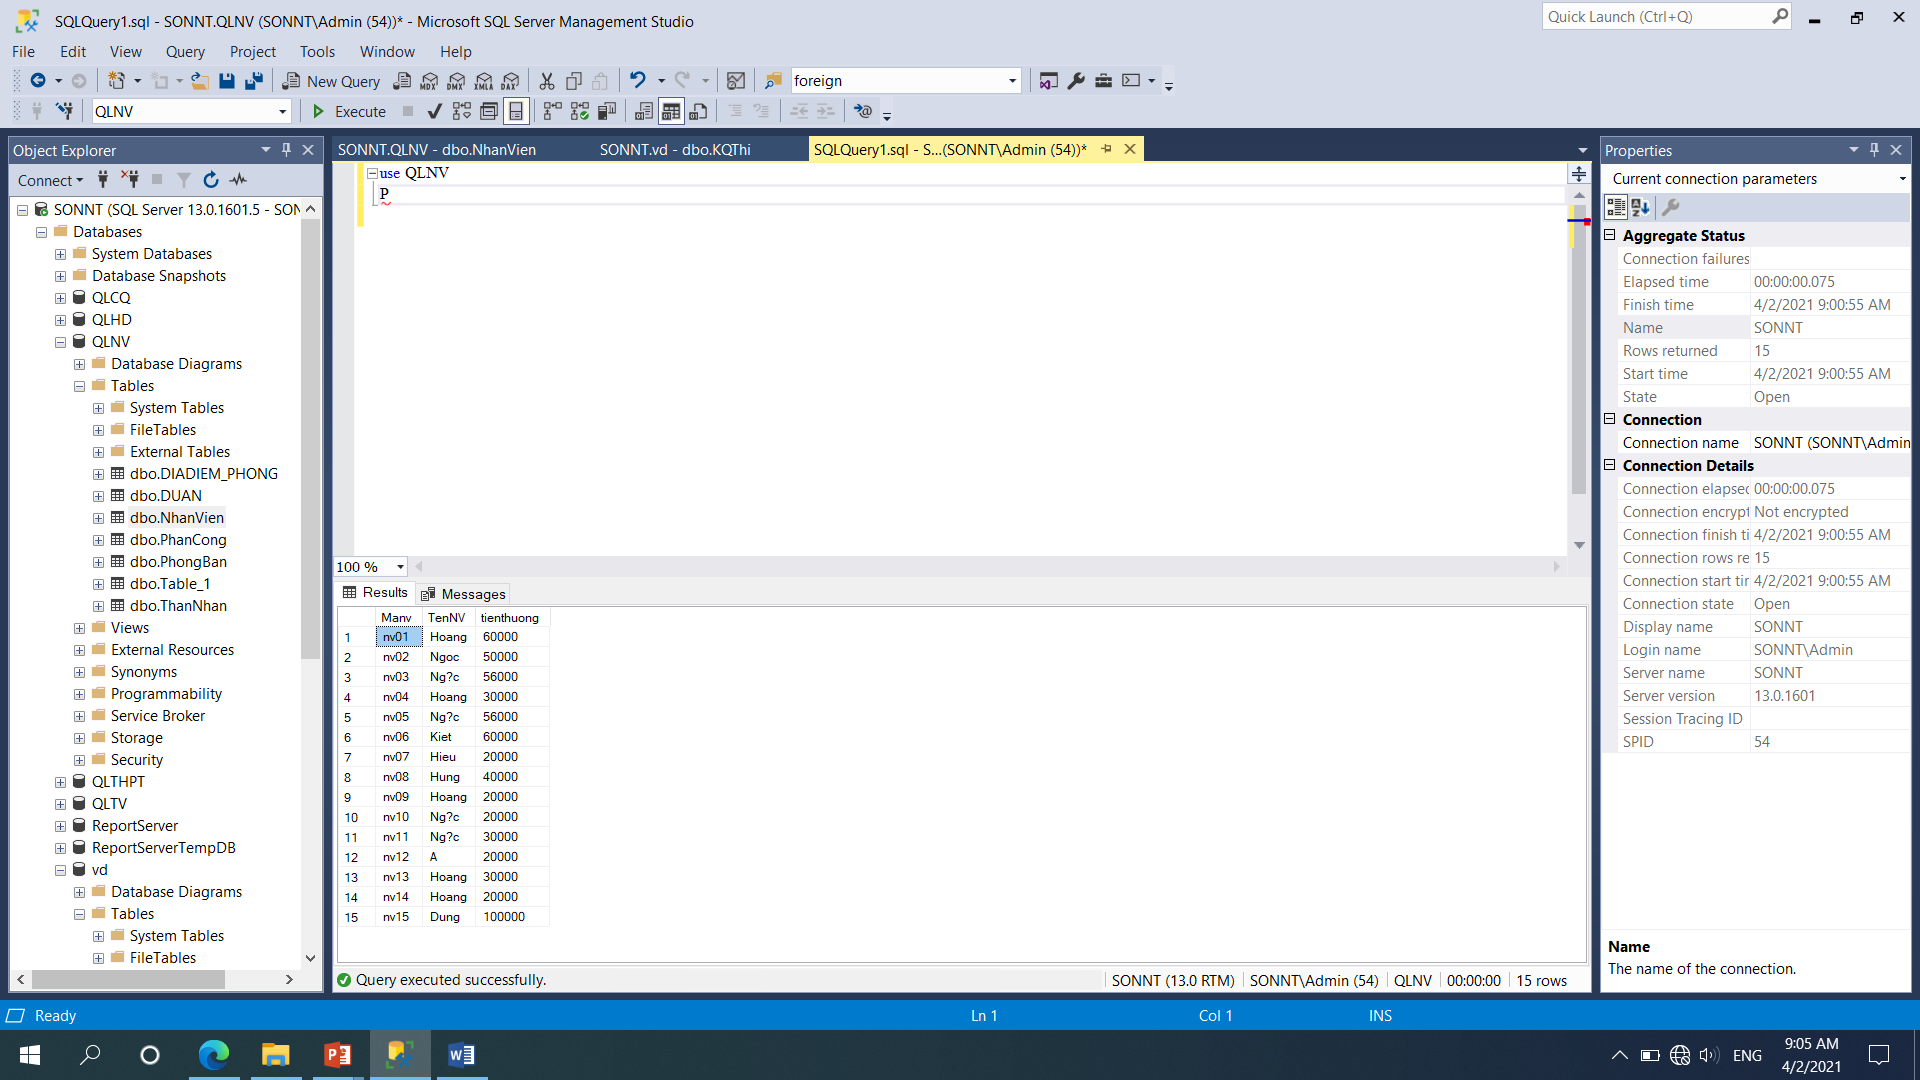 SQLQuery1.sql - SONNT.QLNV (SONNT\Admin (54))* - Microsoft SQL Server Management Studio
Quick Launch (Ctrl+Q)
File Edit View Query Project Tools Window Help
New Query MDX DMX XMLA DAX foreign
QLNV Execute
Object Explorer
Connect
SONNT (SQL Server 13.0.1601.5 - SON
Databases
System Databases
Database Snapshots
QLCQ
QLHD
QLNV
Database Diagrams
Tables
System Tables
FileTables
External Tables
dbo.DIADIEM_PHONG
dbo.DUAN
dbo.NhanVien
dbo.PhanCong
dbo.PhongBan
dbo.Table_1
dbo.ThanNhan
Views
External Resources
Synonyms
Programmability
Service Broker
Storage
Security
QLTHPT
QLTV
ReportServer
ReportServerTempDB
vd
Database Diagrams
Tables
System Tables
FileTables
SONNT.QLNV - dbo.NhanVien SONNT.vd - dbo.KQThi SQLQuery1.sql - S...(SONNT\Admin (54))*
use QLNV
P
100 %
Results Messages
Manv TenNV tienthuong
1 nv01 Hoang 60000
2 nv02 Ngoc 50000
3 nv03 Ng?c 56000
4 nv04 Hoang 30000
5 nv05 Ng?c 56000
6 nv06 Kiet 60000
7 nv07 Hieu 20000
8 nv08 Hung 40000
9 nv09 Hoang 20000
10 nv10 Ng?c 20000
11 nv11 Ng?c 30000
12 nv12 A 20000
13 nv13 Hoang 30000
14 nv14 Hoang 20000
15 nv15 Dung 100000
Query executed successfully. SONNT (13.0 RTM) SONNT\Admin (54) QLNV 00:00:00 15 rows
Properties
Current connection parameters
Aggregate Status
Connection failures
Elapsed time 00:00:00.075
Finish time 4/2/2021 9:00:55 AM
Name SONNT
Rows returned 15
Start time 4/2/2021 9:00:55 AM
State Open
Connection
Connection name SONNT (SONNT\Admin
Connection Details
Connection elapsec 00:00:00.075
Connection encrypt Not encrypted
Connection finish ti 4/2/2021 9:00:55 AM
Connection rows re 15
Connection start tir 4/2/2021 9:00:55 AM
Connection state Open
Display name SONNT
Login name SONNT\Admin
Server name SONNT
Server version 13.0.1601
Session Tracing ID
SPID 54
Name
The name of the connection.
Ready Ln 1 Col 1 INS
ENG 9:05 AM
4/2/2021